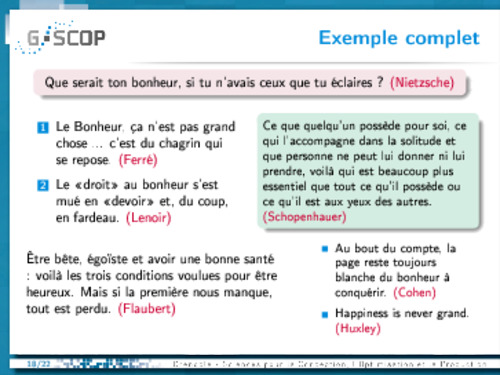 G SCOP
Exemple complet
Que serait ton bonheur, si tu n'avais ceux que tu éclaires ? (Nietzsche)
1 Le Bonheur, ça n'est pas grand
chose ... c'est du chagrin qui
se repose. (Ferré)
2 Le «droit» au bonheur s'est
mué en «devoir» et, du coup,
en fardeau. (Lenoir)
Ce que quelqu'un possède pour soi, ce
qui l'accompagne dans la solitude et
que personne ne peut lui donner ni lui
prendre, voilà qui est beaucoup plus
essentiel que tout ce qu'il possède ou
ce qu'il est aux yeux des autres.
(Schopenhauer)
Être bête, égoïste et avoir une bonne santé
: voilà les trois conditions voulues pour être
heureux. Mais si la première nous manque,
tout est perdu. (Flaubert)
Au bout du compte, la
page reste toujours
blanche du bonheur à
conquérir. (Cohen)
Happiness is never grand.
(Huxley)
18/22